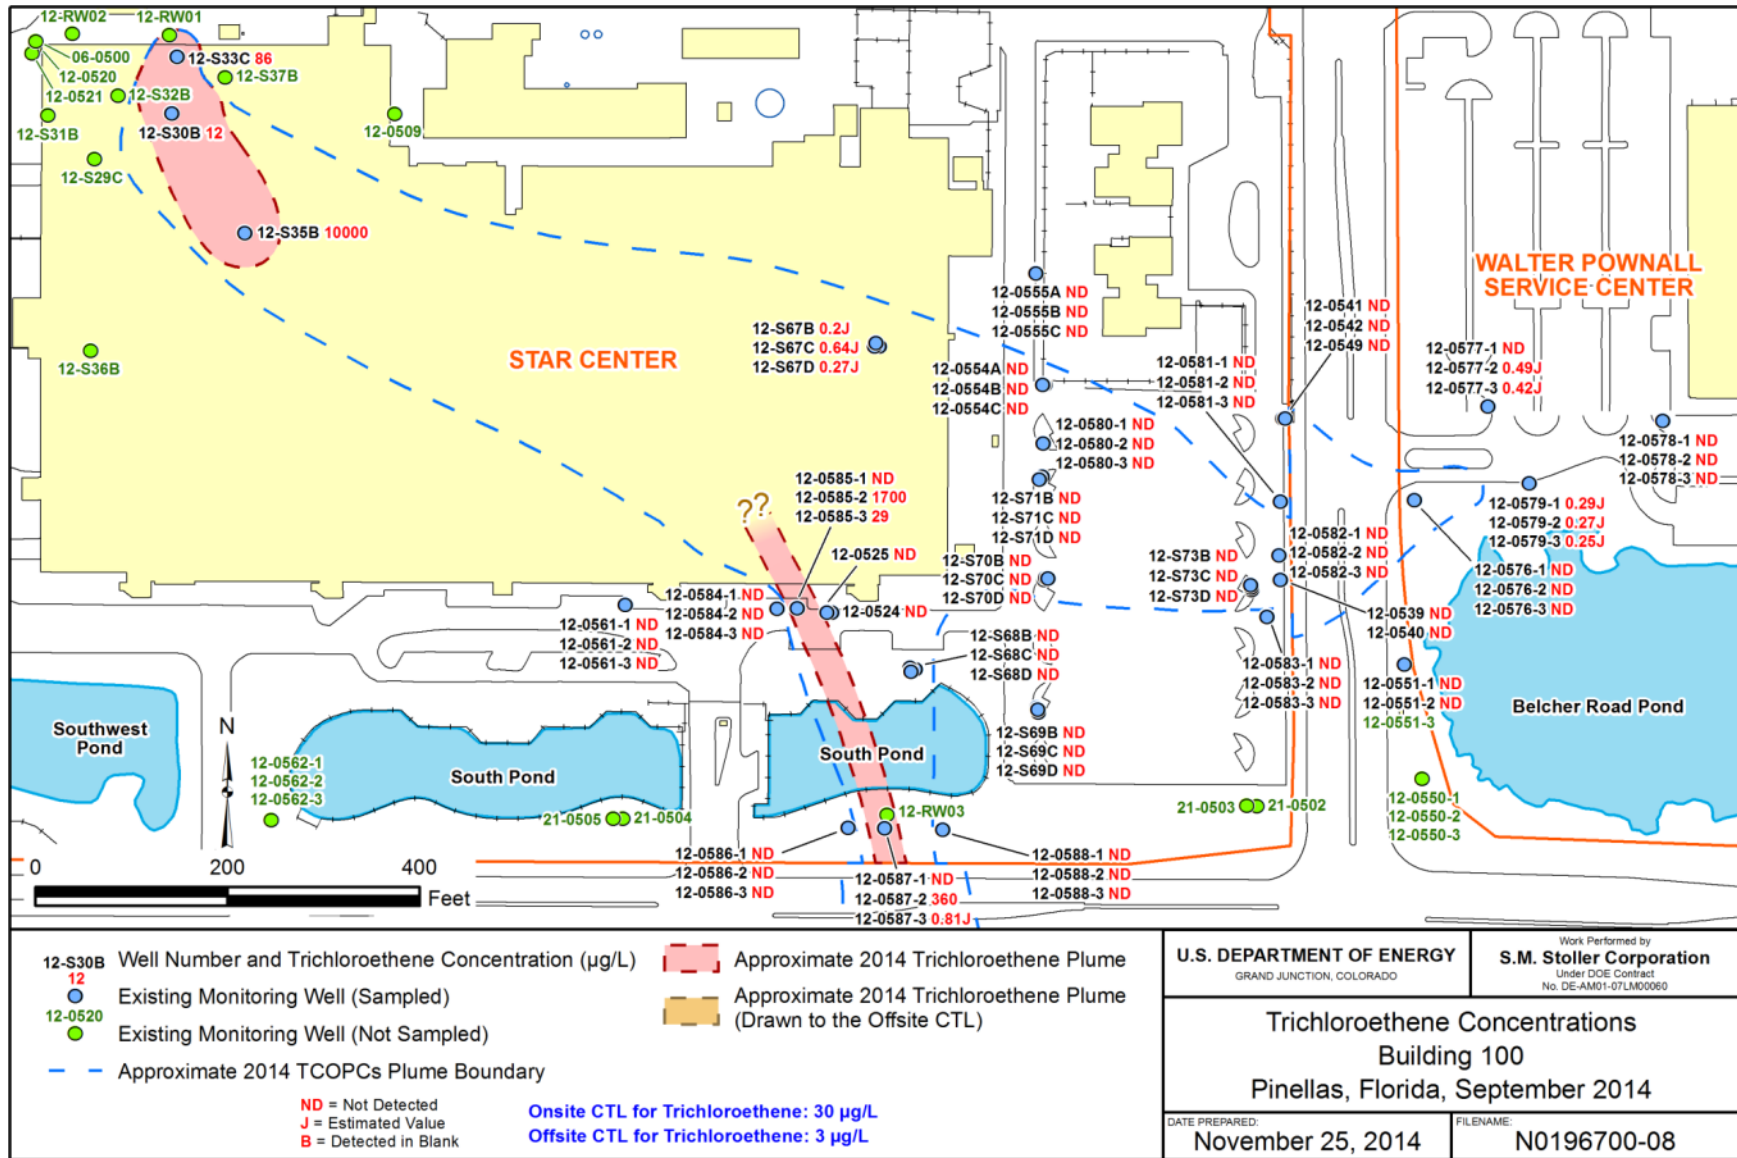 12-RW02
12-RW01
06-0500
12-0520
12-0521
12-S33C 86
12-S37B
12-S32B
12-S31B
12-S30B 12
12-0509
12-S29C
12-S35B 10000
12-S36B
STAR CENTER
12-S67B 0.2J
12-S67C 0.64J
12-S67D 0.27J
12-0555A ND
12-0555B ND
12-0555C ND
12-0554A ND
12-0554B ND
12-0554C ND
12-0581-1 ND
12-0581-2 ND
12-0581-3 ND
12-0541 ND
12-0542 ND
12-0549 ND
WALTER POWNALL
SERVICE CENTER
12-0577-1 ND
12-0577-2 0.49J
12-0577-3 0.42J
12-0578-1 ND
12-0578-2 ND
12-0578-3 ND
12-0580-1 ND
12-0580-2 ND
12-0580-3 ND
12-0585-1 ND
12-0585-2 1700
12-0585-3 29
??
12-S71B ND
12-S71C ND
12-S71D ND
12-0579-1 0.29J
12-0579-2 0.27J
12-0579-3 0.25J
12-0525 ND
12-0524 ND
12-S70B ND
12-S70C ND
12-S70D ND
12-S73B ND
12-S73C ND
12-S73D ND
12-0582-1 ND
12-0582-2 ND
12-0582-3 ND
12-0576-1 ND
12-0576-2 ND
12-0576-3 ND
12-0584-1 ND
12-0584-2 ND
12-0584-3 ND
12-0561-1 ND
12-0561-2 ND
12-0561-3 ND
12-0539 ND
12-0540 ND
12-S68B ND
12-S68C ND
12-S68D ND
12-0583-1 ND
12-0583-2 ND
12-0583-3 ND
12-0551-1 ND
12-0551-2 ND
12-0551-3
Belcher Road Pond
Southwest
Pond
N
12-0562-1
12-0562-2
12-0562-3
South Pond
South Pond
12-S69B ND
12-S69C ND
12-S69D ND
21-0505
21-0504
12-RW03
21-0503
21-0502
12-0550-1
12-0550-2
12-0550-3
12-0586-1 ND
12-0586-2 ND
12-0586-3 ND
12-0587-1 ND
12-0587-2 360
12-0587-3 0.81J
12-0588-1 ND
12-0588-2 ND
12-0588-3 ND
0 200 400
Feet
12-S30B
12
Well Number and Trichloroethene Concentration (µg/L)
Existing Monitoring Well (Sampled)
12-0520
Existing Monitoring Well (Not Sampled)
Approximate 2014 TCOPCs Plume Boundary
Approximate 2014 Trichloroethene Plume
Approximate 2014 Trichloroethene Plume
(Drawn to the Offsite CTL)
ND = Not Detected
J = Estimated Value
B = Detected in Blank
Onsite CTL for Trichloroethene: 30 µg/L
Offsite CTL for Trichloroethene: 3 µg/L
U.S. DEPARTMENT OF ENERGY
GRAND JUNCTION, COLORADO
Work Performed by
S.M. Stoller Corporation
Under DOE Contract
No. DE-AM01-07LM00060
Trichloroethene Concentrations
Building 100
Pinellas, Florida, September 2014
DATE PREPARED:
November 25, 2014
FILENAME:
N0196700-08